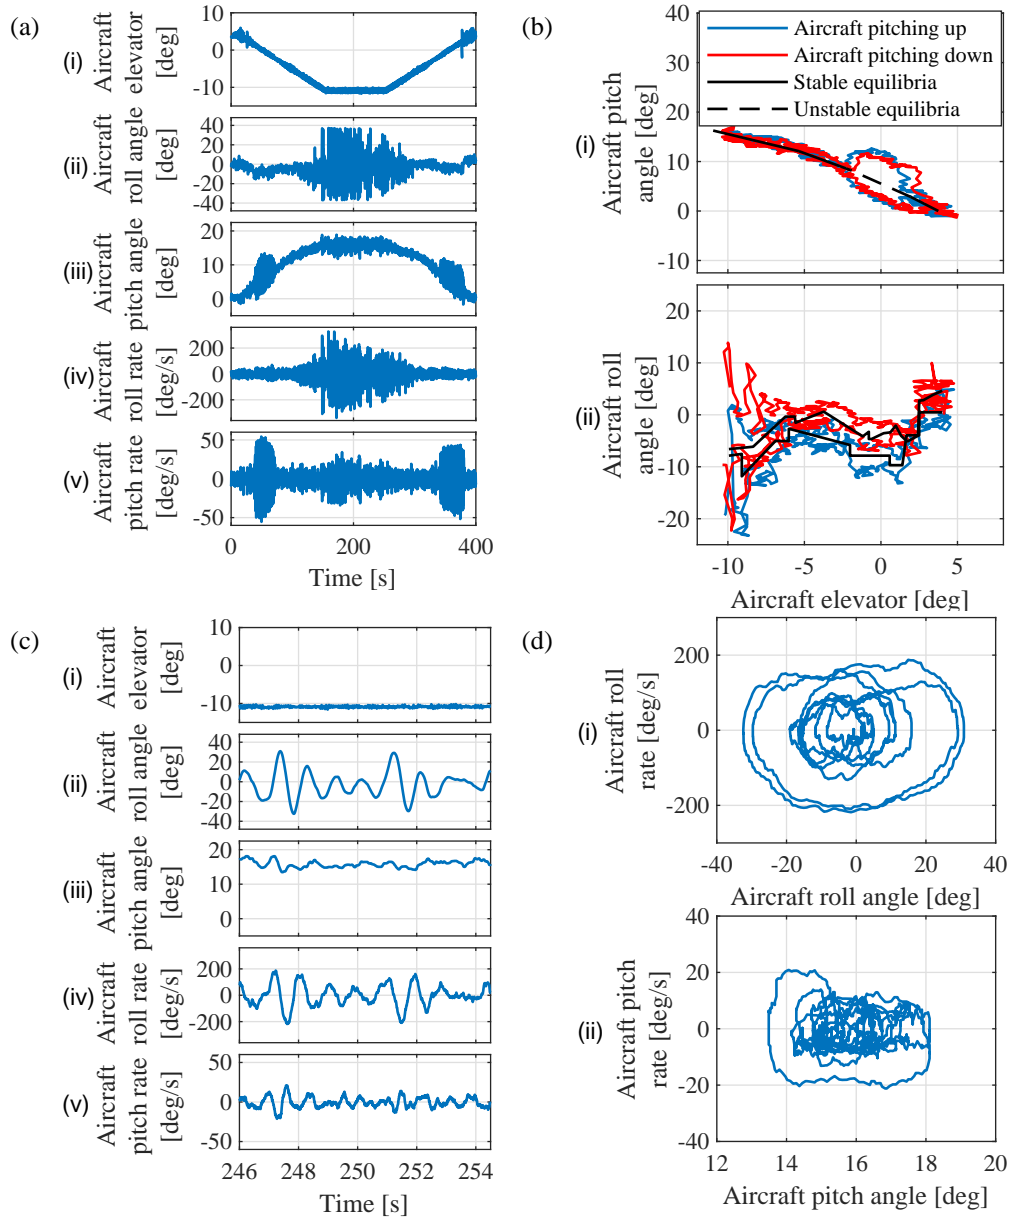 (a)
(i)
Aircraft
elevator
[deg]
10
0
-10
(ii)
Aircraft
roll angle
[deg]
40
20
0
-20
-40
(iii)
Aircraft
pitch angle
[deg]
20
10
0
(iv)
Aircraft
roll rate
[deg/s]
200
0
-200
(v)
Aircraft
pitch rate
[deg/s]
50
0
-50
0
200
400
Time [s]
(b)
Aircraft pitching up
Aircraft pitching down
Stable equilibria
Unstable equilibria
(i)
Aircraft pitch
angle [deg]
40
30
20
10
0
-10
(ii)
Aircraft roll
angle [deg]
20
10
0
-10
-20
-10
-5
0
5
Aircraft elevator [deg]
(c)
(i)
Aircraft
elevator
[deg]
10
0
-10
(ii)
Aircraft
roll angle
[deg]
40
20
0
-20
-40
(iii)
Aircraft
pitch angle
[deg]
20
10
0
(iv)
Aircraft
roll rate
[deg/s]
200
0
-200
(v)
Aircraft
pitch rate
[deg/s]
50
0
-50
246
248
250
252
254
Time [s]
(d)
(i)
Aircraft roll
rate [deg/s]
200
0
-200
-40
-20
0
20
40
Aircraft roll angle [deg]
(ii)
Aircraft pitch
rate [deg/s]
40
20
0
-20
-40
12
14
16
18
20
Aircraft pitch angle [deg]